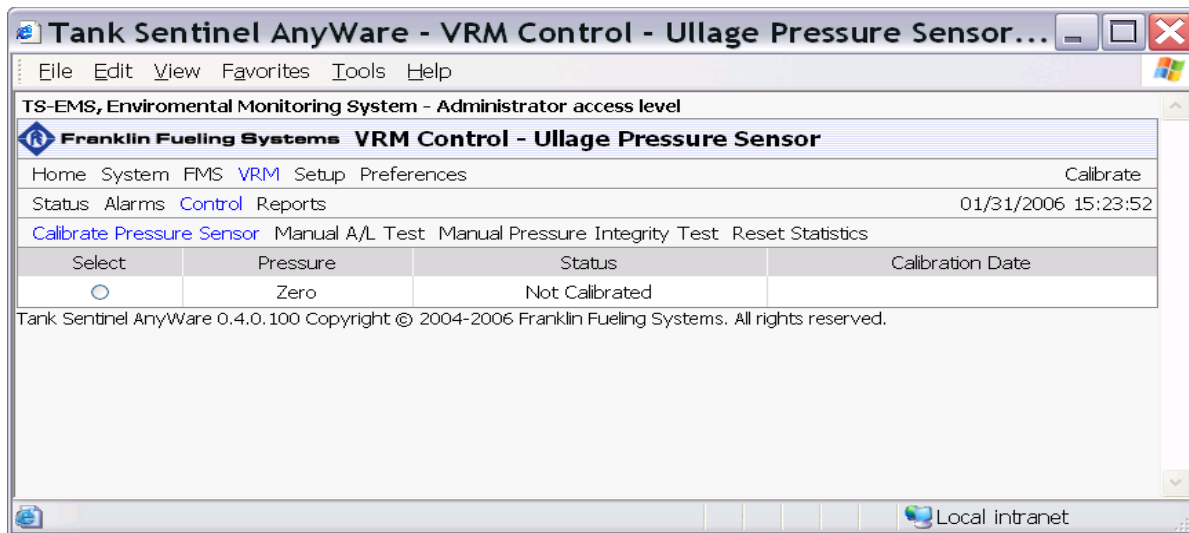 Tank Sentinel AnyWare - VRM Control - Ullage Pressure Sensor...
File Edit View Favorites Tools Help
TS-EMS, Enviromental Monitoring System - Administrator access level
Franklin Fueling Systems VRM Control - Ullage Pressure Sensor
Home System FMS VRM Setup Preferences Calibrate
Status Alarms Control Reports 01/31/2006 15:23:52
Calibrate Pressure Sensor Manual A/L Test Manual Pressure Integrity Test Reset Statistics
Select Pressure Status Calibration Date
Zero Not Calibrated
Tank Sentinel AnyWare 0.4.0.100 Copyright © 2004-2006 Franklin Fueling Systems. All rights reserved.
Local intranet